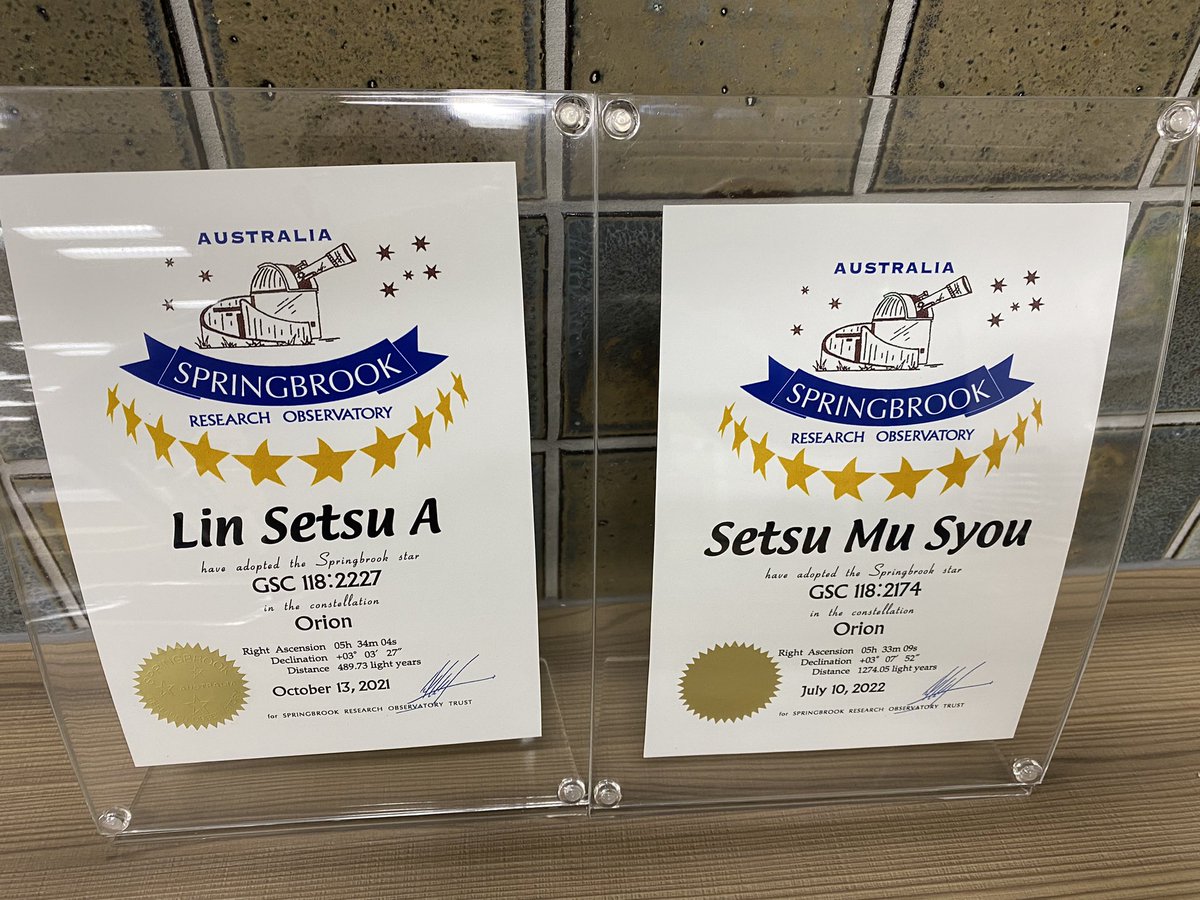 AUSTRALIA
SPRINGBROOK
RESEARCH OBSERVATORY
Lin Setsu A
have adopted the Springbrook star
GSC 118:2227
in the constellation
Orion
Right Ascension 05h 34m 04s
Declination +03° 03' 27"
Distance 489.73 light years
October 13, 2021
for SPRINGBROOK RESEARCH OBSERVATORY TRUST
SPRINGBROOK
AUSTRALIA
AUSTRALIA
SPRINGBROOK
RESEARCH OBSERVATORY
Setsu Mu Syou
have adopted the Springbrook star
GSC 118:2174
in the constellation
Orion
Right Ascension 05h 33m 09s
Declination +03° 07' 52"
Distance 1274.05 light years
July 10, 2022
for SPRINGBROOK RESEARCH OBSERVATORY TRUST